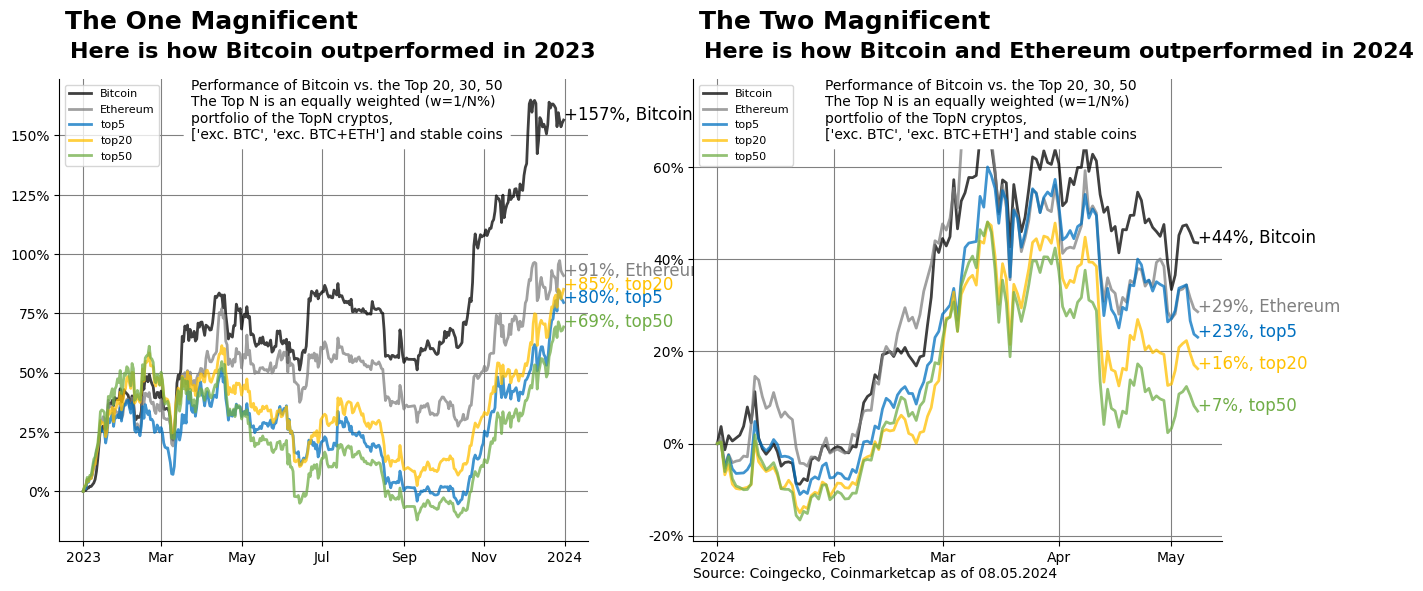 The One Magnificent
Here is how Bitcoin outperformed in 2023
Bitcoin
Ethereum
top5
top20
top50
Performance of Bitcoin vs. the Top 20, 30, 50
The Top N is an equally weighted (w=1/N%)
portfolio of the TopN cryptos,
['exc. BTC', 'exc. BTC+ETH'] and stable coins
150%
125%
100%
75%
50%
25%
0%
+157%, Bitcoin
+91%, Ethereum
+85%, top20
+80%, top5
+69%, top50
2023
Mar
May
Jul
Sep
Nov
2024
The Two Magnificent
Here is how Bitcoin and Ethereum outperformed in 2024
Bitcoin
Ethereum
top5
top20
top50
Performance of Bitcoin vs. the Top 20, 30, 50
The Top N is an equally weighted (w=1/N%)
portfolio of the TopN cryptos,
['exc. BTC', 'exc. BTC+ETH'] and stable coins
60%
40%
20%
0%
-20%
+44%, Bitcoin
+29%, Ethereum
+23%, top5
+16%, top20
+7%, top50
2024
Feb
Mar
Apr
May
Source: Coingecko, Coinmarketcap as of 08.05.2024